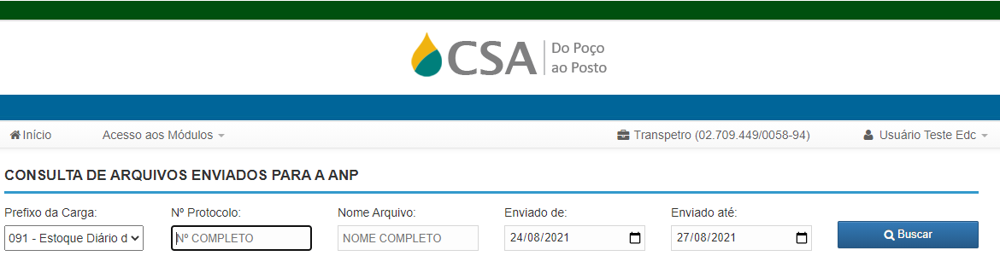 CSA Do Poço
ao Posto
Início Acesso aos Módulos Transpetro (02.709.449/0058-94) Usuário Teste Edc
CONSULTA DE ARQUIVOS ENVIADOS PARA A ANP
Prefixo da Carga: Nº Protocolo: Nome Arquivo: Enviado de: Enviado até:
091 - Estoque Diário d Nº COMPLETO NOME COMPLETO 24/08/2021 27/08/2021 Buscar